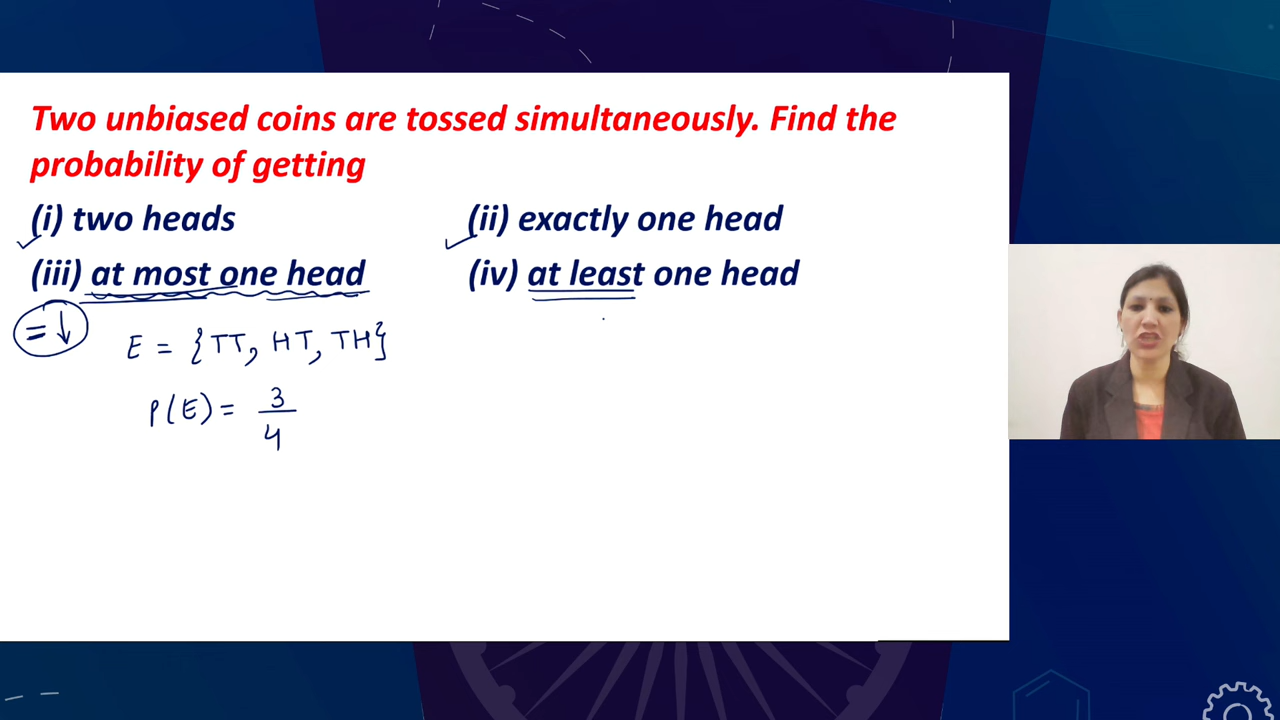 Two unbiased coins are tossed simultaneously. Find the
probability of getting
(i) two heads (ii) exactly one head
(iii) at most one head (iv) at least one head
= ↓ E = {TT, HT, TH}
P(E) = 3/4